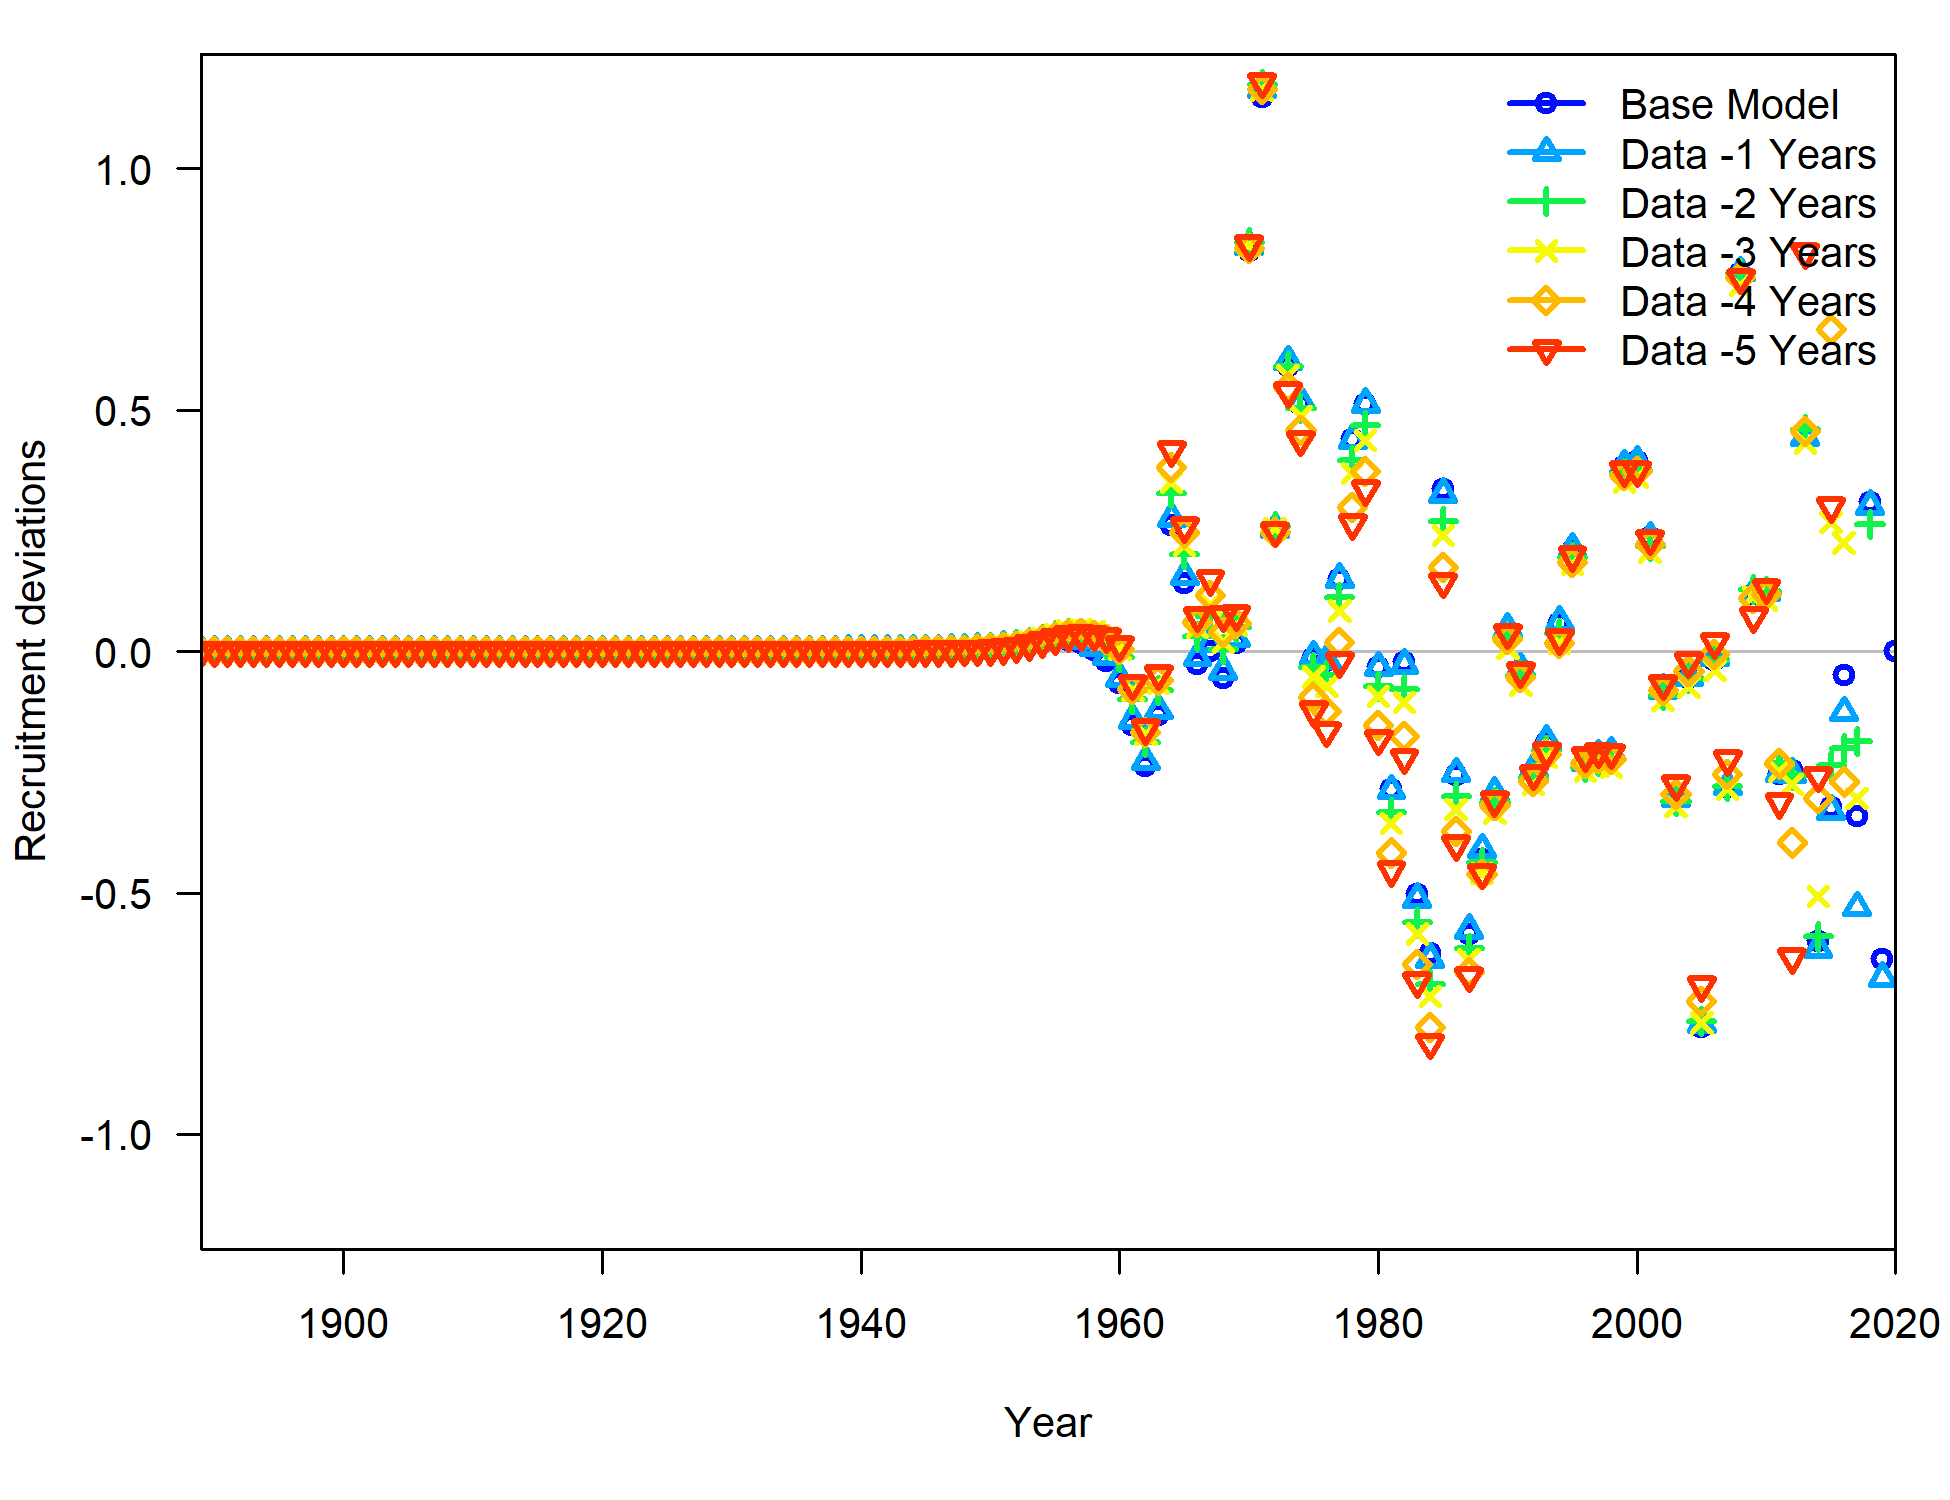 Base Model
Data -1 Years
Data -2 Years
Data -3 Years
Data -4 Years
Data -5 Years
1.0
0.5
0.0
-0.5
-1.0
Recruitment deviations
1900 1920 1940 1960 1980 2000 2020
Year